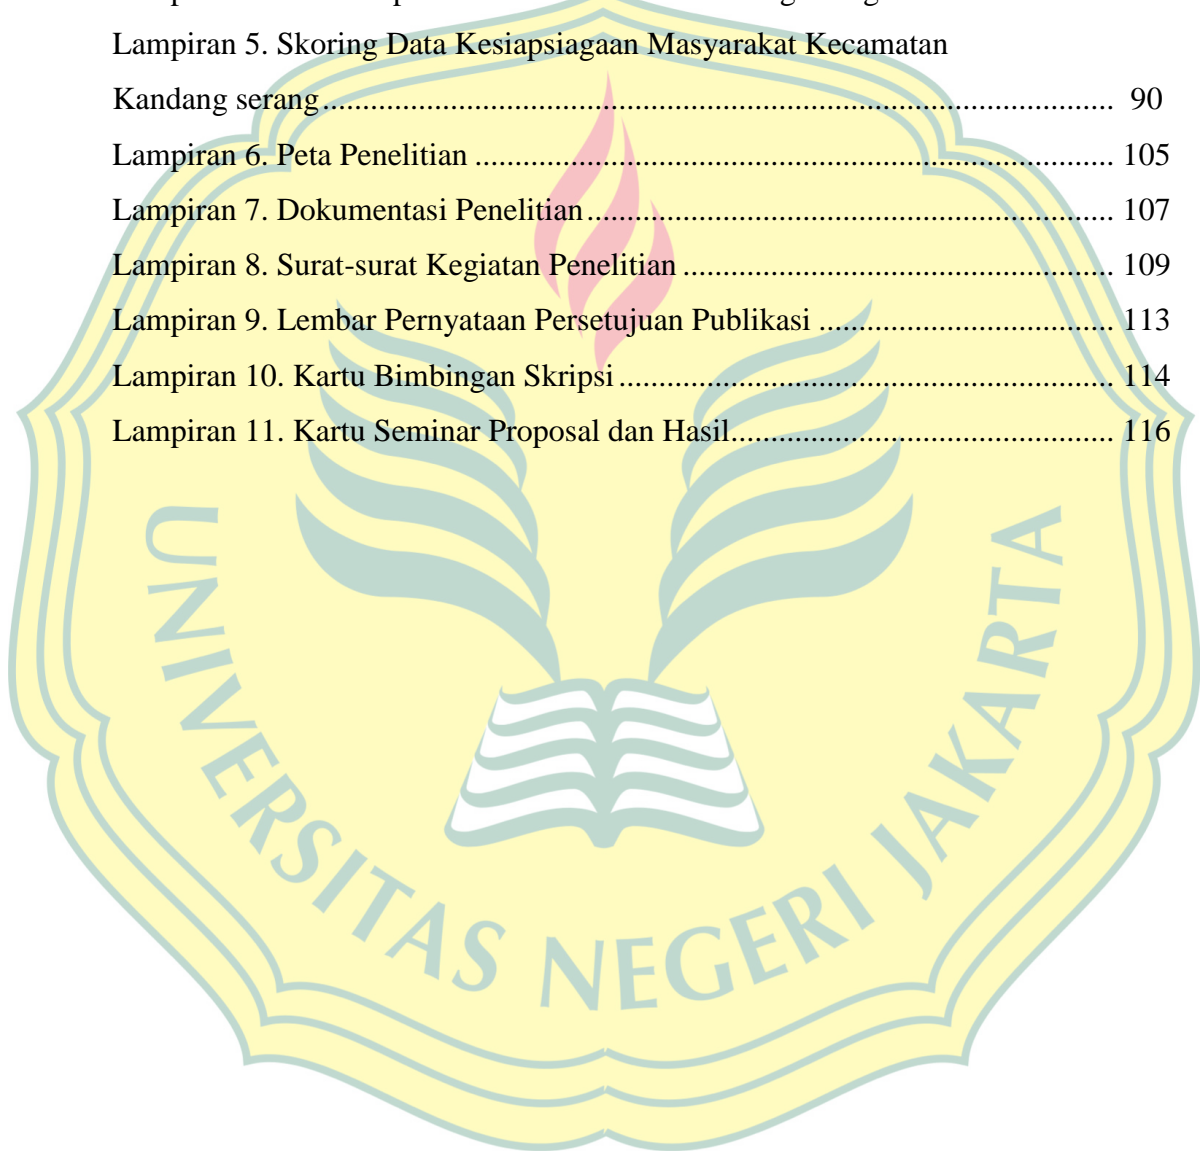 Lampiran 5. Skoring Data Kesiapsiagaan Masyarakat Kecamatan
Kandang serang.................................................................................................. 90
Lampiran 6. Peta Penelitian ............................................................................... 105
Lampiran 7. Dokumentasi Penelitian.................................................................. 107
Lampiran 8. Surat-surat Kegiatan Penelitian ..................................................... 109
Lampiran 9. Lembar Pernyataan Persetujuan Publikasi .................................... 113
Lampiran 10. Kartu Bimbingan Skripsi............................................................. 114
Lampiran 11. Kartu Seminar Proposal dan Hasil............................................... 116
UNIVERSITAS NEGERI JAKARTA